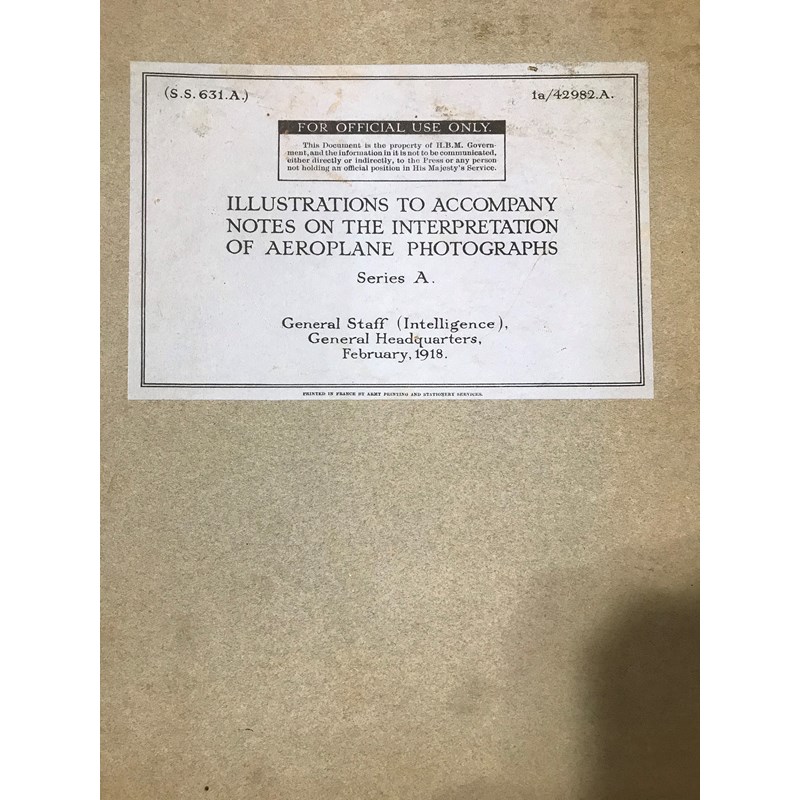 (S.S. 631.A.)
1a/42982.A.
FOR OFFICIAL USE ONLY.
This Document is the property of H.B.M. Govern-
ment, and the information in it is not to be communicated,
either directly or indirectly, to the Press or any person
not holding an official position in His Majesty's Service.
ILLUSTRATIONS TO ACCOMPANY
NOTES ON THE INTERPRETATION
OF AEROPLANE PHOTOGRAPHS
Series A.
General Staff (Intelligence),
General Headquarters,
February, 1918.
PRINTED IN FRANCE BY ARMY PRINTING AND STATIONERY SERVICES.